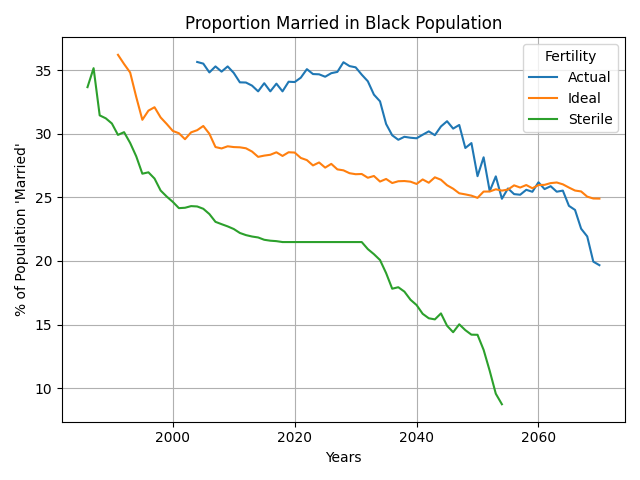 Proportion Married in Black Population
% of Population 'Married'
35
30
25
20
15
10
Fertility
Actual
Ideal
Sterile
2000 2020 2040 2060
Years